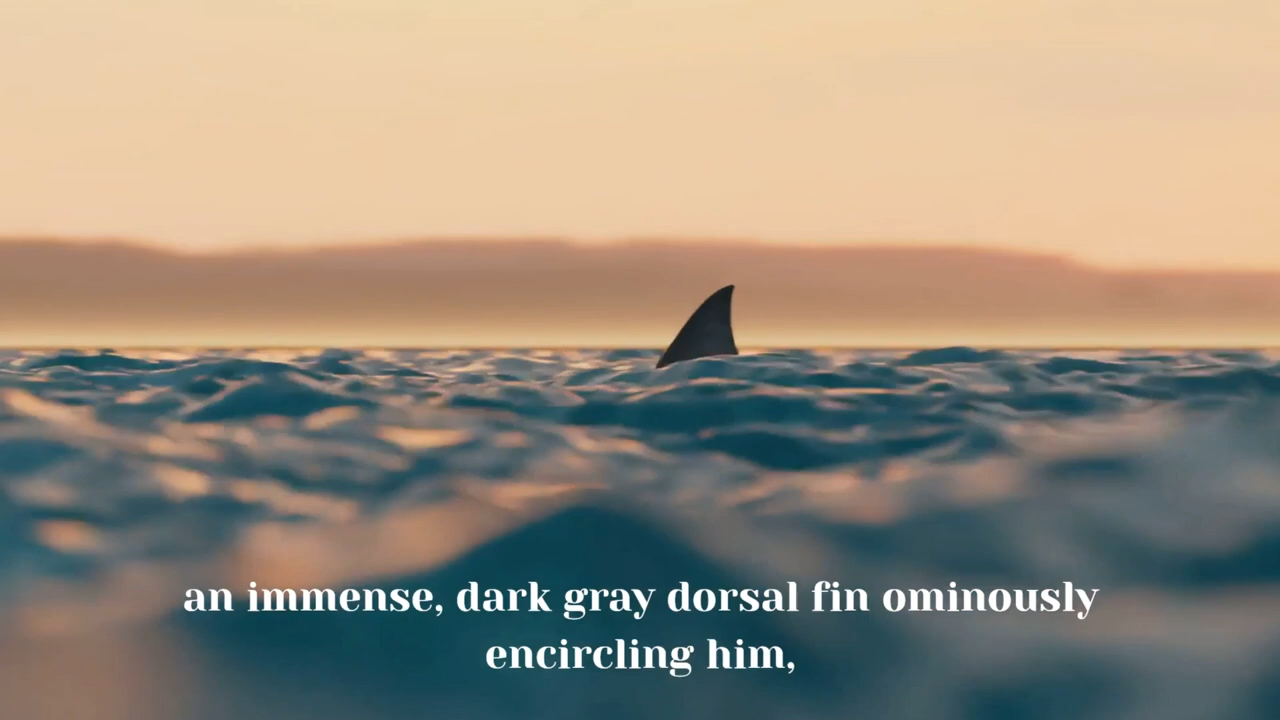 an immense, dark gray dorsal fin ominously
encircling him,